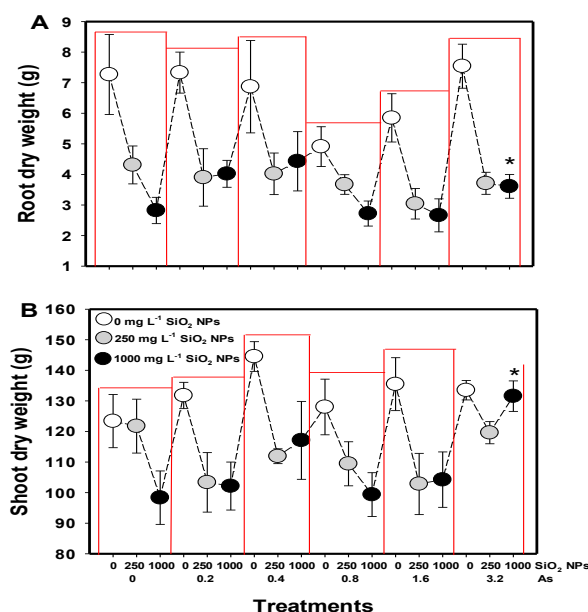 A
Root dry weight (g)
9
8
7
6
5
4
3
2
1
*
B
Shoot dry weight (g)
160
150
140
130
120
110
100
90
80
0 mg L⁻¹ SiO₂ NPs
250 mg L⁻¹ SiO₂ NPs
1000 mg L⁻¹ SiO₂ NPs
*
0 250 1000 0 250 1000 0 250 1000 0 250 1000 0 250 1000 0 250 1000 SiO₂ NPs
0 0.2 0.4 0.8 1.6 3.2 As
Treatments